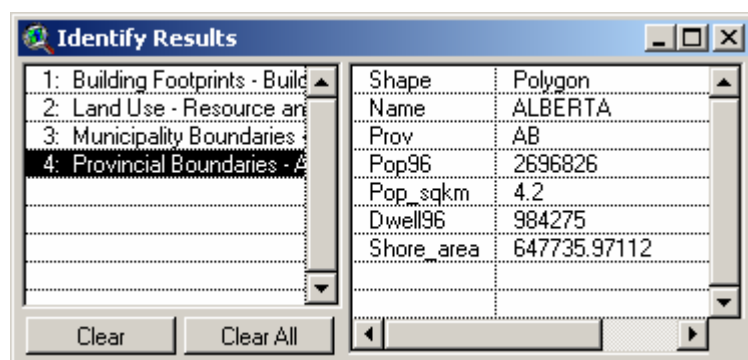 Identify Results
1: Building Footprints - Build
2: Land Use - Resource an
3: Municipality Boundaries -
4: Provincial Boundaries - A
Shape Polygon
Name ALBERTA
Prov AB
Pop96 2696826
Pop_sqkm 4.2
Dwell96 984275
Shore_area 647735.97112
Clear Clear All